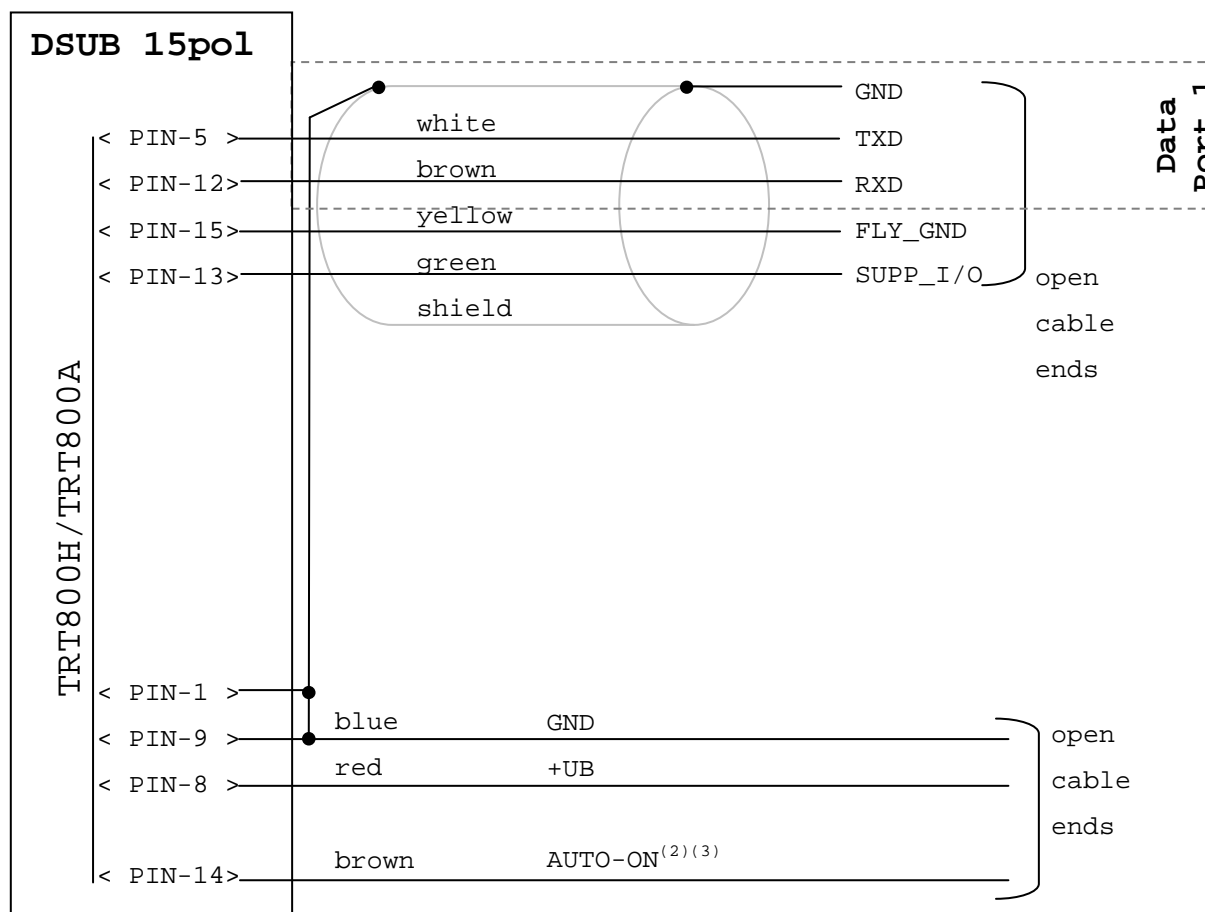 DSUB 15pol
GND
white
< PIN-5 > TXD
brown
< PIN-12> RXD
yellow
< PIN-15> FLY_GND
green
< PIN-13> SUPP_I/O
shield
Data
Port 1
open
cable
ends
TRT800H/TRT800A
< PIN-1 >
blue GND
< PIN-9 >
red +UB
< PIN-8 >
brown AUTO-ON(2)(3)
< PIN-14>
open
cable
ends